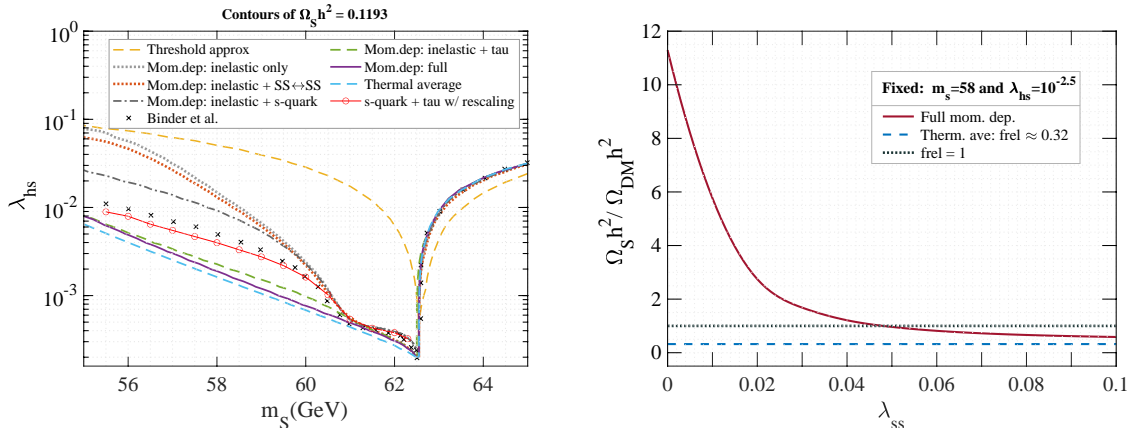 Contours of Ω_S h² = 0.1193
10⁰
10⁻¹
10⁻²
10⁻³
λ_hs
Threshold approx
Mom.dep: inelastic only
Mom.dep: inelastic + SS↔SS
Mom.dep: inelastic + s-quark
Binder et al.
Mom.dep: inelastic + tau
Mom.dep: full
Thermal average
s-quark + tau w/ rescaling
56 58 60 62 64
m_S(GeV)
12
10
8
6
4
2
0
Ω_S h²/ Ω_DM h²
Fixed: m_s=58 and λ_hs=10^-2.5
Full mom. dep.
Therm. ave: frel ≈ 0.32
frel = 1
0 0.02 0.04 0.06 0.08 0.1
λ_ss